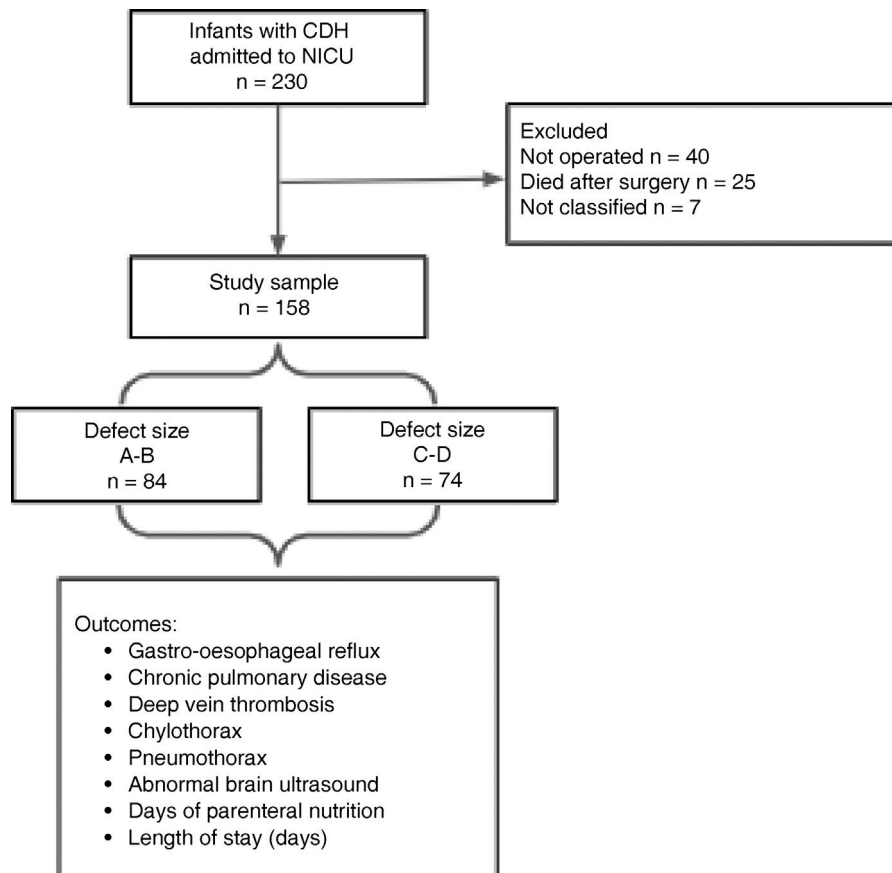 Infants with CDH
admitted to NICU
n = 230
Excluded
Not operated n = 40
Died after surgery n = 25
Not classified n = 7
Study sample
n = 158
Defect size
A-B
n = 84
Defect size
C-D
n = 74
Outcomes:
• Gastro-oesophageal reflux
• Chronic pulmonary disease
• Deep vein thrombosis
• Chylothorax
• Pneumothorax
• Abnormal brain ultrasound
• Days of parenteral nutrition
• Length of stay (days)